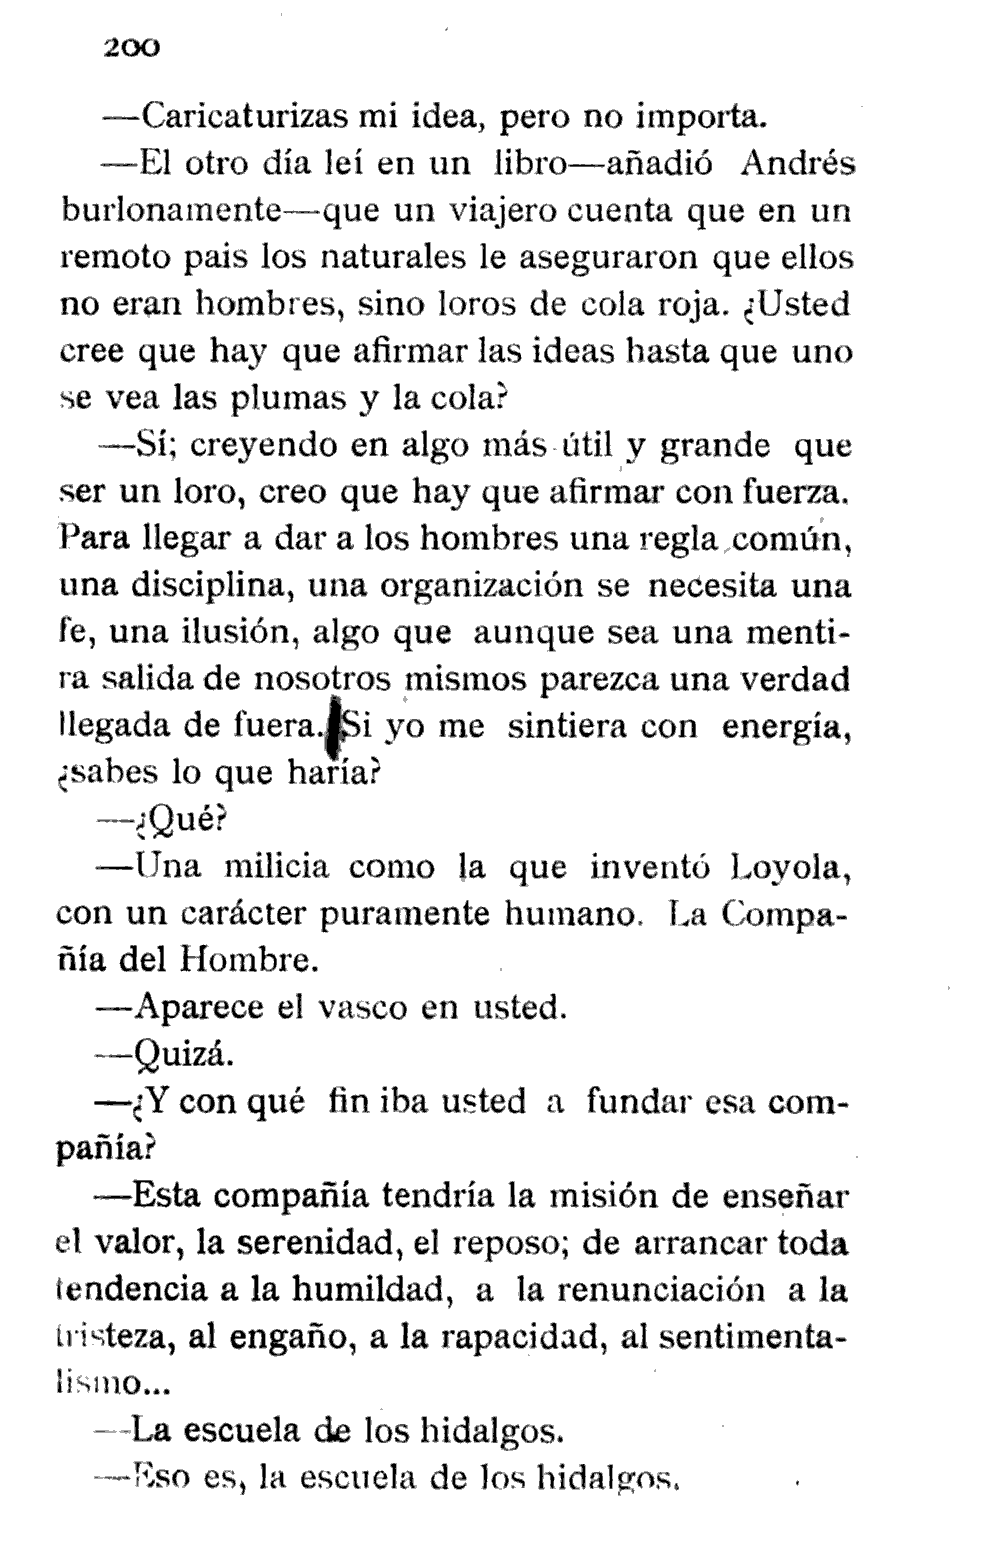 200
—Caricaturizas mi idea, pero no importa.
—El otro día leí en un libro—añadió Andrés
burlonamente—que un viajero cuenta que en un
remoto pais los naturales le aseguraron que ellos
no eran hombres, sino loros de cola roja. ¿Usted
cree que hay que afirmar las ideas hasta que uno
se vea las plumas y la cola?
—Sí; creyendo en algo más útil y grande que
ser un loro, creo que hay que afirmar con fuerza.
Para llegar a dar a los hombres una regla común,
una disciplina, una organización se necesita una
fe, una ilusión, algo que aunque sea una menti-
ra salida de nosotros mismos parezca una verdad
llegada de fuera. Si yo me sintiera con energía,
¿sabes lo que haría?
—¿Qué?
—Una milicia como la que inventó Loyola,
con un carácter puramente humano. La Compa-
ñía del Hombre.
—Aparece el vasco en usted.
—Quizá.
—¿Y con qué fin iba usted a fundar esa com-
pañía?
—Esta compañía tendría la misión de enseñar
el valor, la serenidad, el reposo; de arrancar toda
tendencia a la humildad, a la renunciación a la
tristeza, al engaño, a la rapacidad, al sentimenta-
lismo...
—La escuela de los hidalgos.
—Eso es, la escuela de los hidalgos.